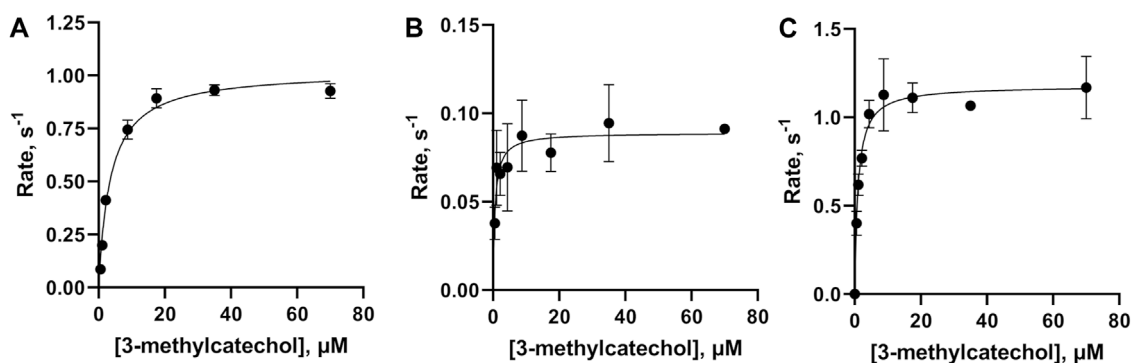 A
Rate, s⁻¹
1.25
1.00
0.75
0.50
0.25
0.00
0 20 40 60 80
[3-methylcatechol], μM
B
Rate, s⁻¹
0.15
0.10
0.05
0.00
0 20 40 60 80
[3-methylcatechol], μM
C
Rate, s⁻¹
1.5
1.0
0.5
0.0
0 20 40 60 80
[3-methylcatechol], μM